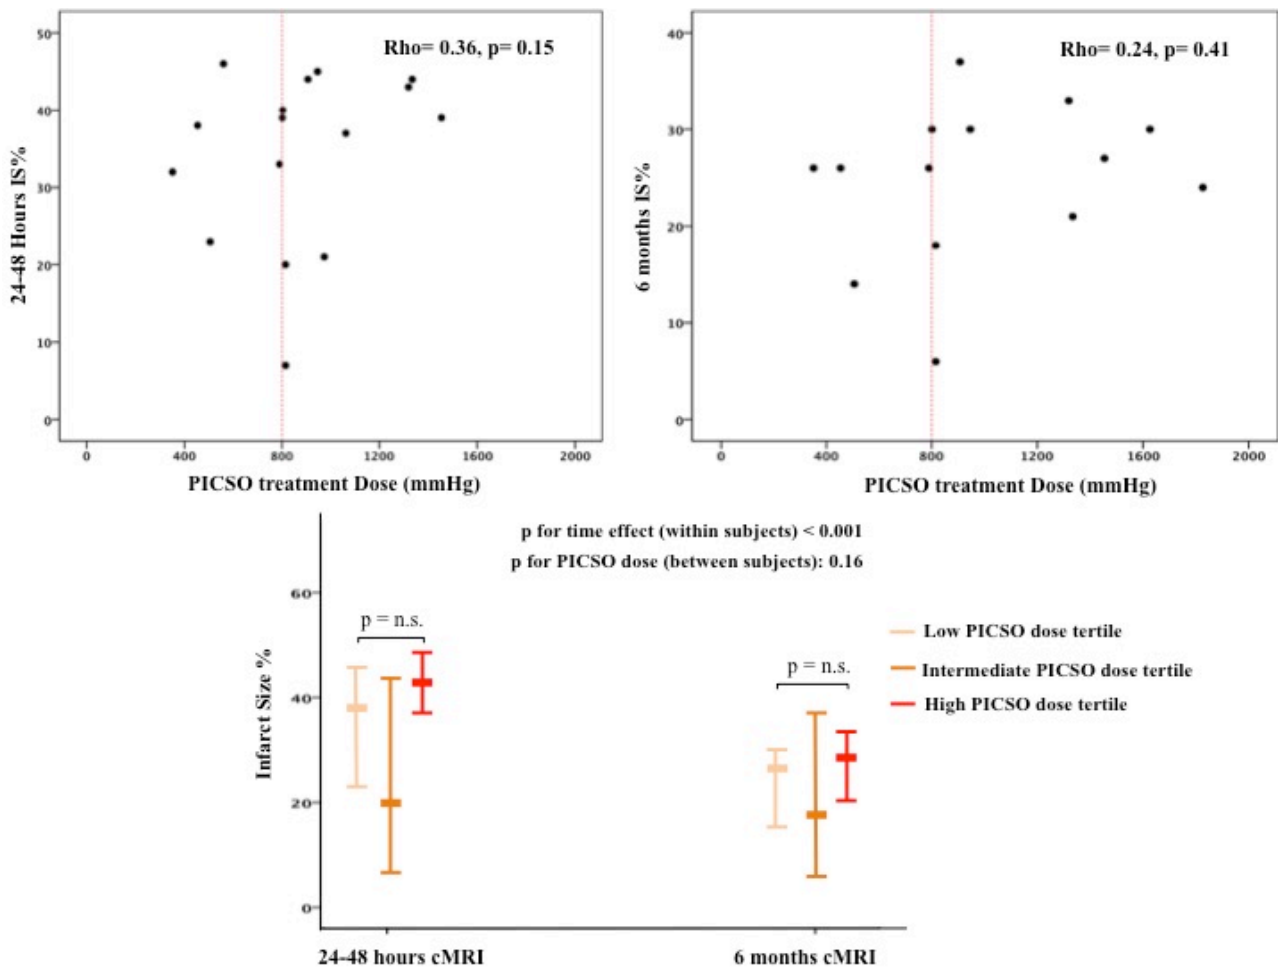 Rho= 0.36, p= 0.15
50
40
30
20
10
0
24-48 Hours IS%
0 400 800 1200 1600 2000
PICSO treatment Dose (mmHg)
Rho= 0.24, p= 0.41
40
30
20
10
0
6 months IS%
0 400 800 1200 1600 2000
PICSO treatment Dose (mmHg)
p for time effect (within subjects) < 0.001
p for PICSO dose (between subjects): 0.16
60
40
20
0
Infarct Size %
p = n.s.
p = n.s.
Low PICSO dose tertile
Intermediate PICSO dose tertile
High PICSO dose tertile
24-48 hours cMRI
6 months cMRI